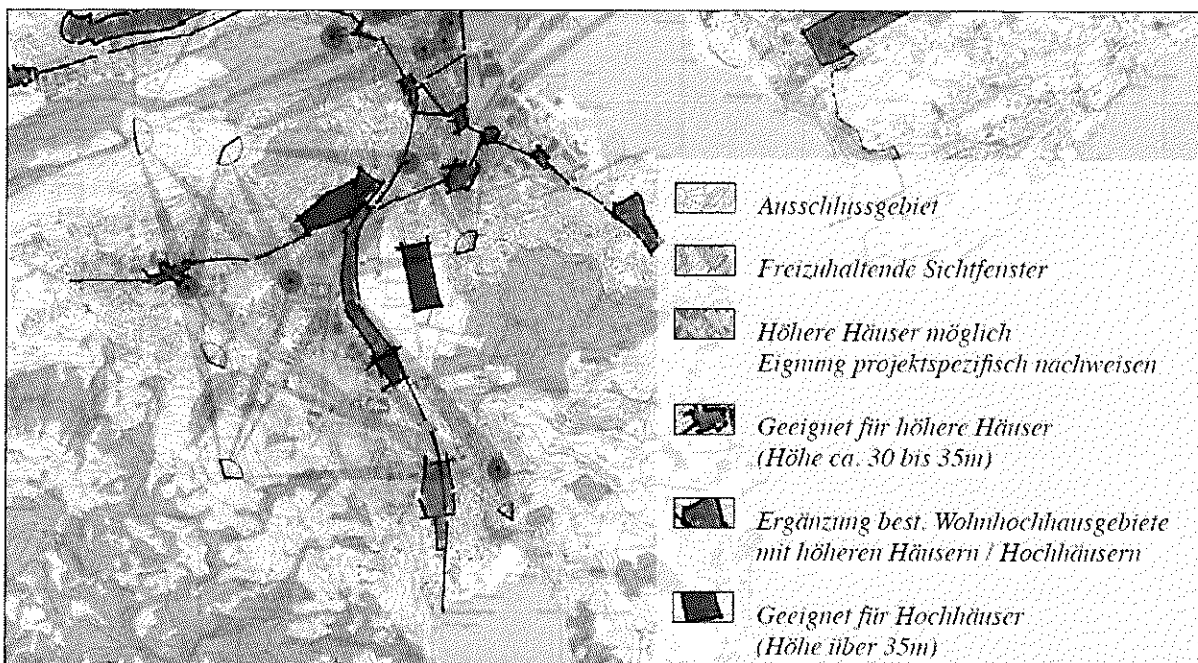 Ausschlussgebiet
Freizuhaltende Sichtfenster
Höhere Häuser möglich
Eignung projektspezifisch nachweisen
Geeignet für höhere Häuser
(Höhe ca. 30 bis 35m)
Ergänzung best. Wohnhochhausgebiete
mit höheren Häusern / Hochhäusern
Geeignet für Hochhäuser
(Höhe über 35m)